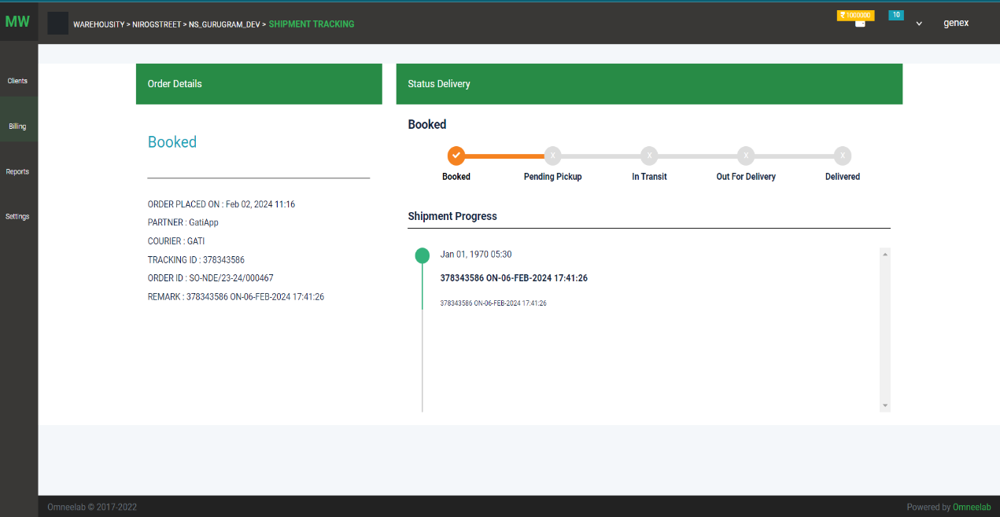 MW
WAREHOUSITY > NIROGSTREET > NS_GURUGRAM_DEV > SHIPMENT TRACKING
₹ 1000000
10
genex
Clients
Billing
Reports
Settings
Order Details
Booked
ORDER PLACED ON : Feb 02, 2024 11:16
PARTNER : GatiApp
COURIER : GATI
TRACKING ID : 378343586
ORDER ID : SO-NDE/23-24/000467
REMARK : 378343586 ON-06-FEB-2024 17:41:26
Status Delivery
Booked
X X X X
Booked Pending Pickup In Transit Out For Delivery Delivered
Shipment Progress
Jan 01, 1970 05:30
378343586 ON-06-FEB-2024 17:41:26
378343586 ON-06-FEB-2024 17:41:26
Omneelab © 2017-2022
Powered by Omneelab